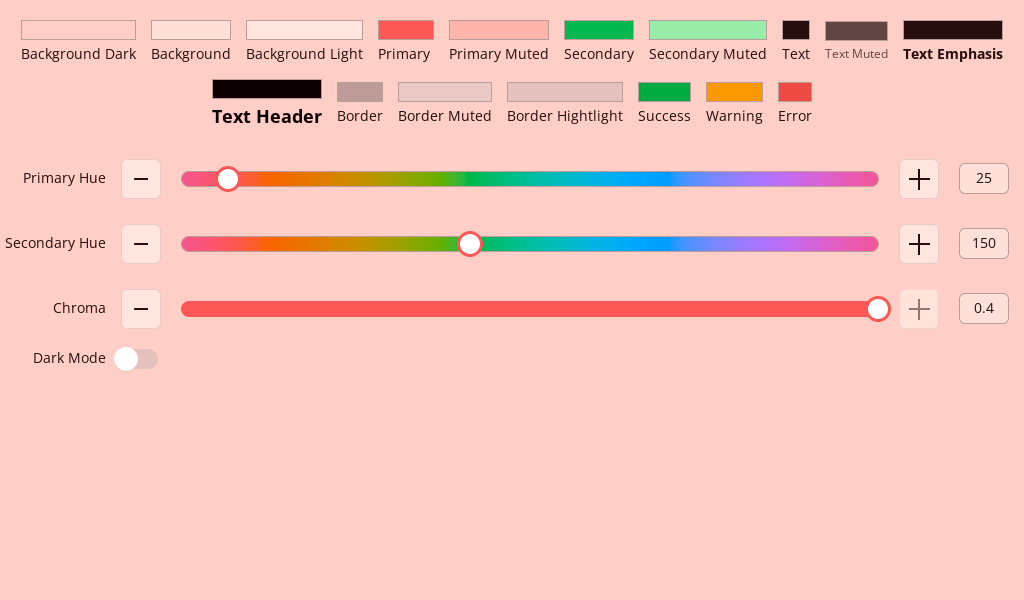 Background Dark Background Background Light Primary Primary Muted Secondary Secondary Muted Text Text Muted Text Emphasis
Text Header Border Border Muted Border Hightlight Success Warning Error
Primary Hue 25
Secondary Hue 150
Chroma 0.4
Dark Mode